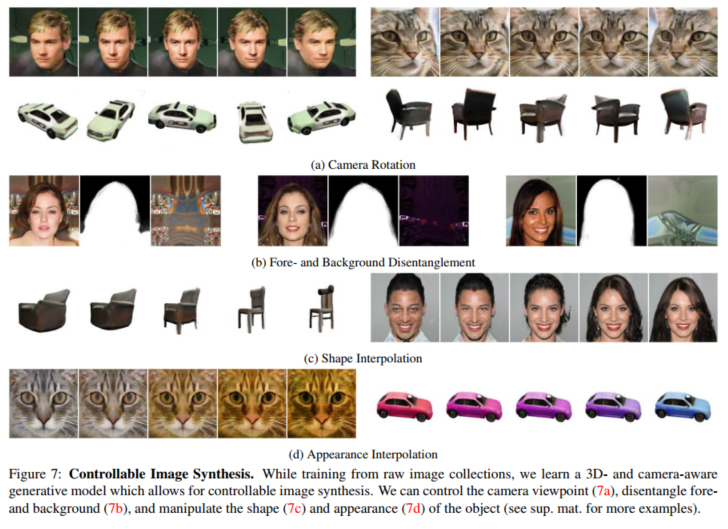 (a) Camera Rotation
(b) Fore- and Background Disentanglement
(c) Shape Interpolation
(d) Appearance Interpolation
Figure 7: Controllable Image Synthesis. While training from raw image collections, we learn a 3D- and camera-aware
generative model which allows for controllable image synthesis. We can control the camera viewpoint (7a), disentangle fore-
and background (7b), and manipulate the shape (7c) and appearance (7d) of the object (see sup. mat. for more examples).